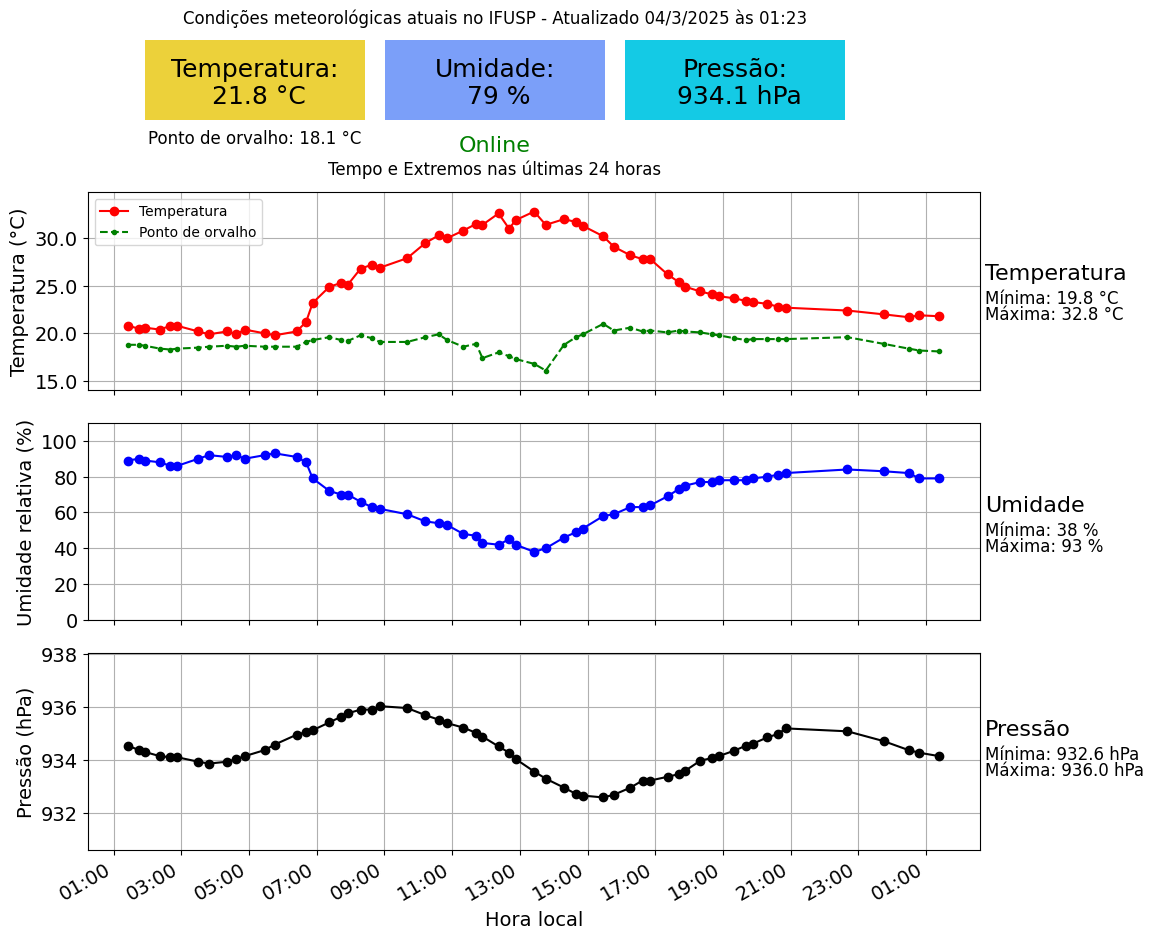 Condições meteorológicas atuais no IFUSP - Atualizado 04/3/2025 às 01:23
Temperatura:
21.8 °C
Umidade:
79 %
Pressão:
934.1 hPa
Ponto de orvalho: 18.1 °C
Online
Tempo e Extremos nas últimas 24 horas
Temperatura (°C)
30.0
25.0
20.0
15.0
Temperatura
Ponto de orvalho
Temperatura
Mínima: 19.8 °C
Máxima: 32.8 °C
Umidade relativa (%)
100
80
60
40
20
0
Umidade
Mínima: 38 %
Máxima: 93 %
Pressão (hPa)
938
936
934
932
Pressão
Mínima: 932.6 hPa
Máxima: 936.0 hPa
01:00 03:00 05:00 07:00 09:00 11:00 13:00 15:00 17:00 19:00 21:00 23:00 01:00
Hora local